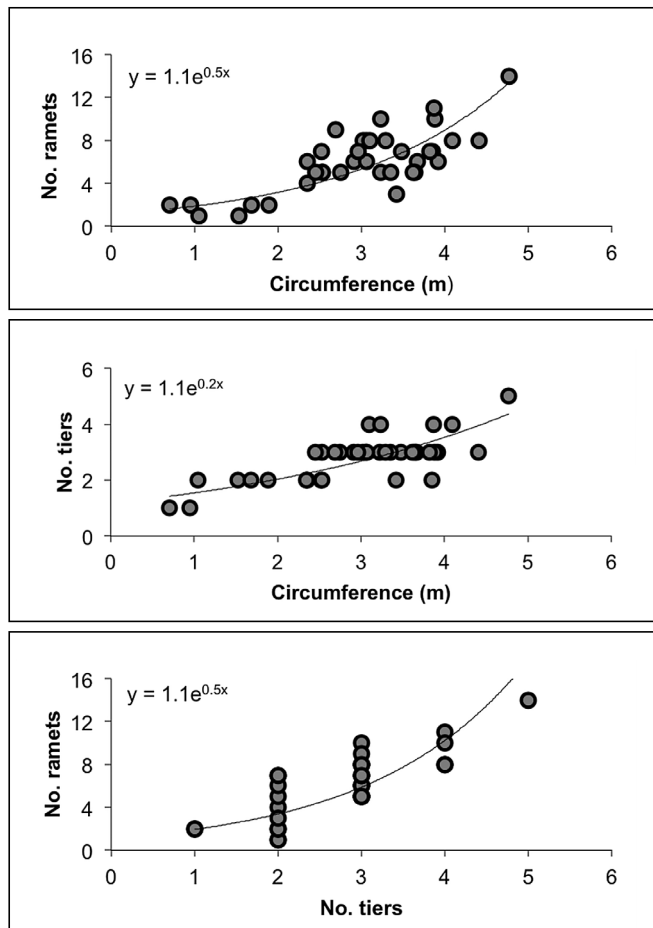 16
12
8
4
0
No. ramets
y = 1.1e^0.5x
0 1 2 3 4 5 6
Circumference (m)
6
4
2
0
No. tiers
y = 1.1e^0.2x
0 1 2 3 4 5 6
Circumference (m)
16
12
8
4
0
No. ramets
y = 1.1e^0.5x
0 1 2 3 4 5 6
No. tiers